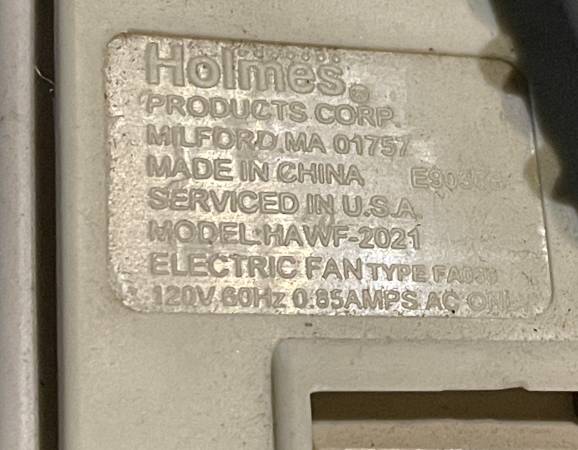 Holmes®
PRODUCTS CORP.
MILFORD, MA 01757
MADE IN CHINA
SERVICED IN U.S.A.
MODEL:HAWF-2021
ELECTRIC FAN TYPE
120V 60Hz 0.85AMPS AC